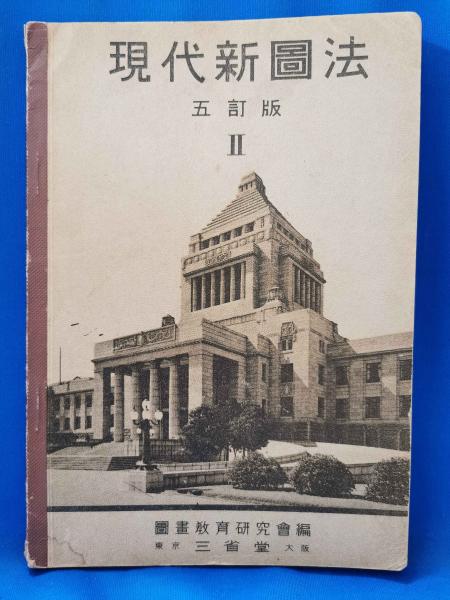 現代新圖法
五訂版
II
圖畫教育研究會編
東京 三省堂 大阪